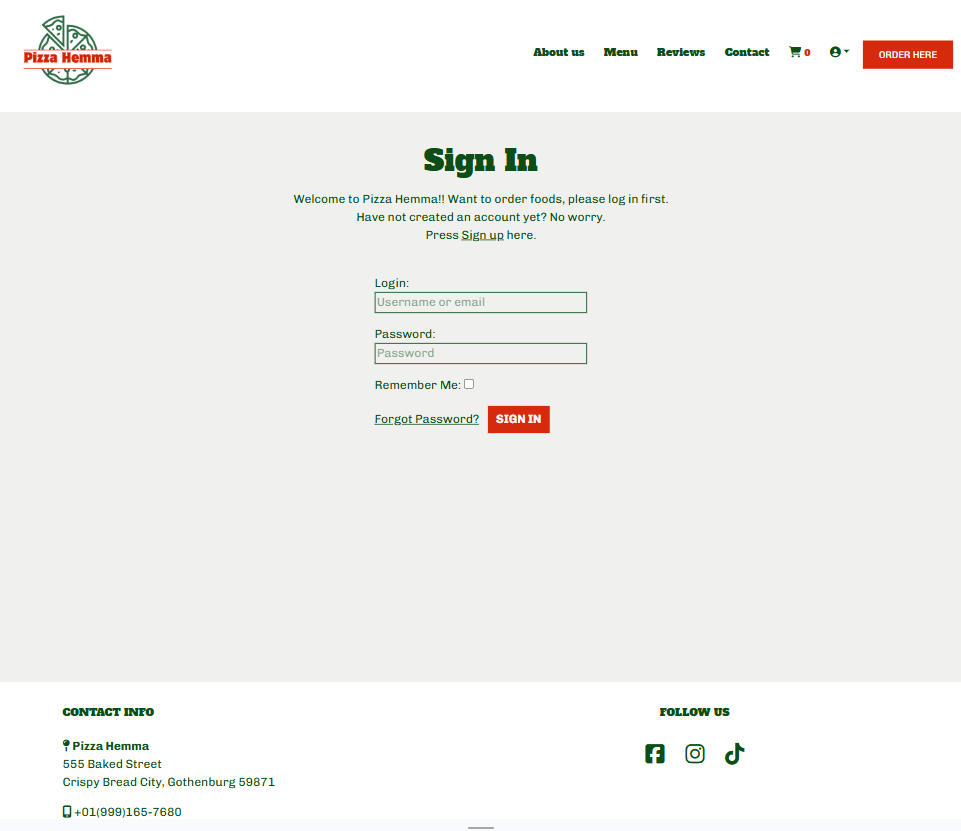 Pizza Hemma
About us
Menu
Reviews
Contact
0
ORDER HERE
Sign In
Welcome to Pizza Hemma!! Want to order foods, please log in first.
Have not created an account yet? No worry.
Press Sign up here.
Login:
Username or email
Password:
Password
Remember Me:
Forgot Password?
SIGN IN
CONTACT INFO
Pizza Hemma
555 Baked Street
Crispy Bread City, Gothenburg 59871
+01(999)165-7680
FOLLOW US